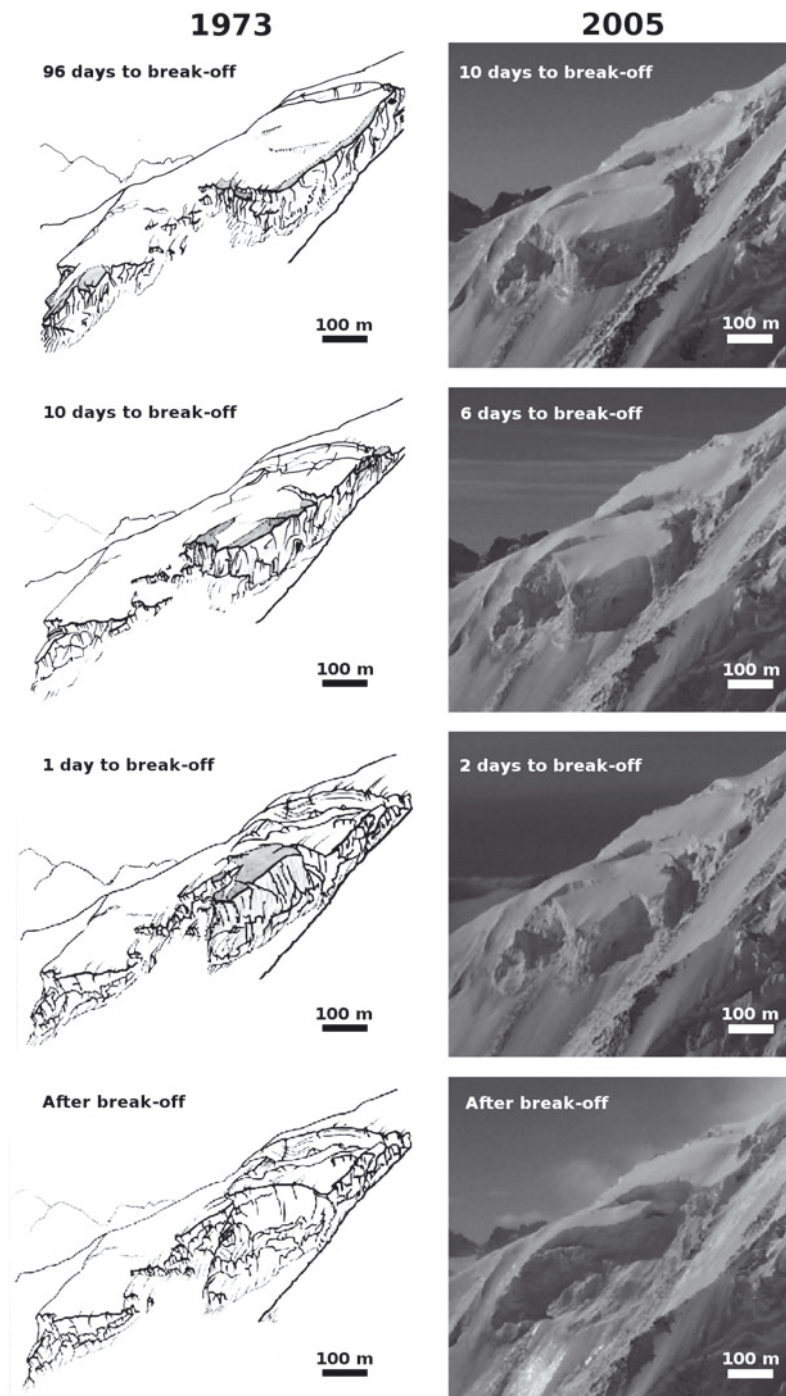 1973
2005
96 days to break-off
10 days to break-off
100 m
100 m
10 days to break-off
6 days to break-off
100 m
100 m
1 day to break-off
2 days to break-off
100 m
100 m
After break-off
After break-off
100 m
100 m